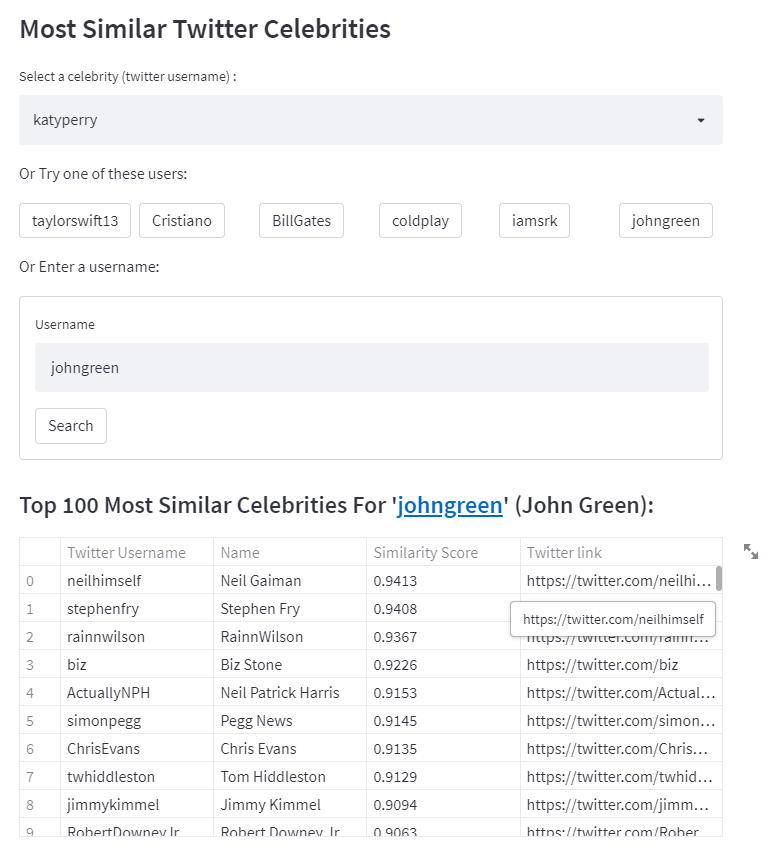 Most Similar Twitter Celebrities
Select a celebrity (twitter username) :
katyperry
Or Try one of these users:
taylorswift13 Cristiano BillGates coldplay iamsrk johngreen
Or Enter a username:
Username
johngreen
Search
Top 100 Most Similar Celebrities For 'johngreen' (John Green):
Twitter Username Name Similarity Score Twitter link
0 neilhimself Neil Gaiman 0.9413 https://twitter.com/neilhi…
1 stephenfry Stephen Fry 0.9408
https://twitter.com/neilhimself
2 rainnwilson RainnWilson 0.9367 https://twitter.com/rainn…
3 biz Biz Stone 0.9226 https://twitter.com/biz
4 ActuallyNPH Neil Patrick Harris 0.9153 https://twitter.com/Actual…
5 simonpegg Pegg News 0.9145 https://twitter.com/simon…
6 ChrisEvans Chris Evans 0.9135 https://twitter.com/Chris…
7 twhiddleston Tom Hiddleston 0.9129 https://twitter.com/twhid…
8 jimmykimmel Jimmy Kimmel 0.9094 https://twitter.com/jimm…
9 RobertDowneyJr Robert Downey Jr 0.9063 https://twitter.com/Rober…